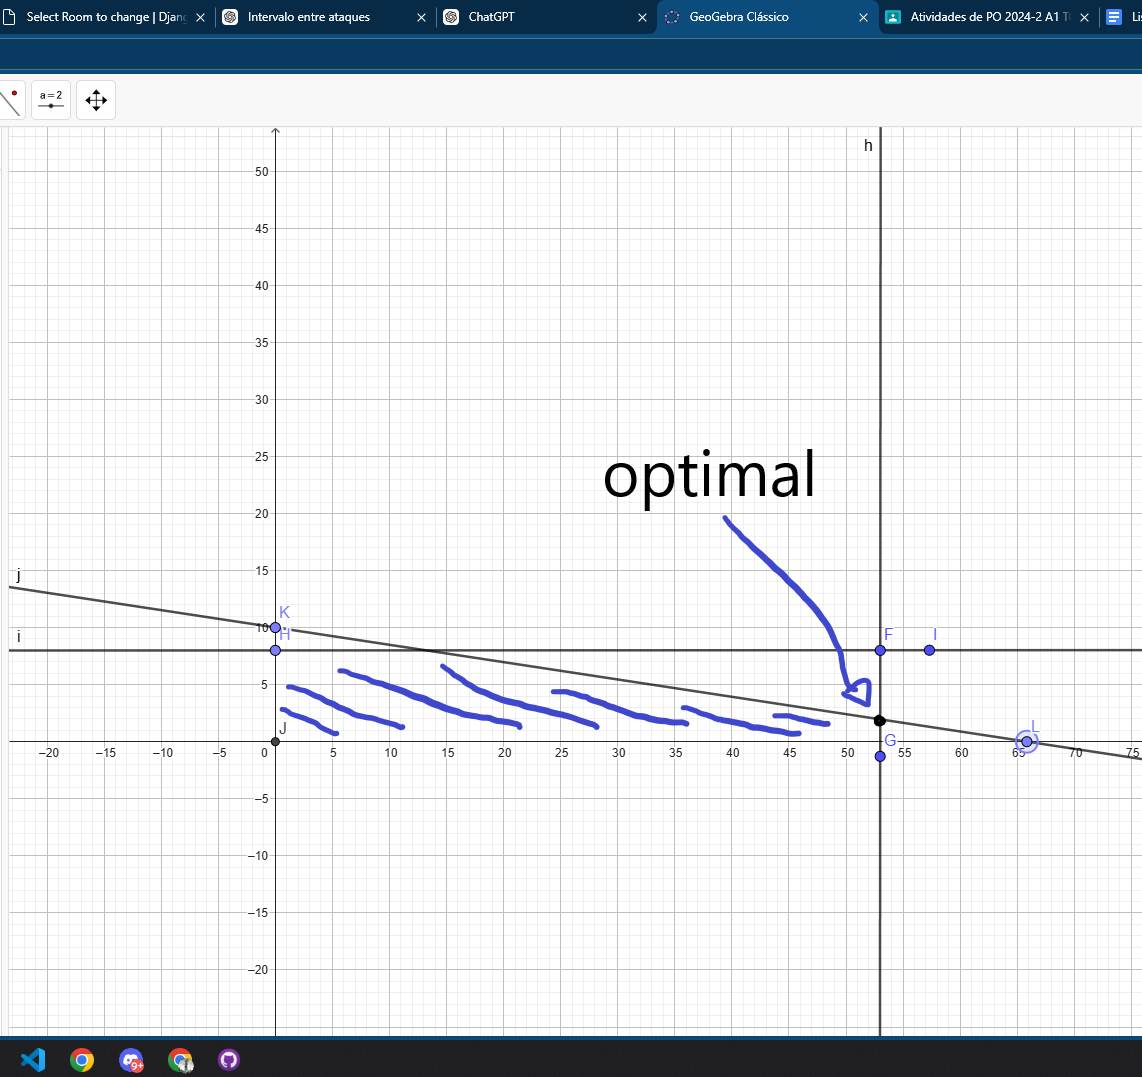 Select Room to change | Djang
Intervalo entre ataques
ChatGPT
GeoGebra Clássico
Atividades de PO 2024-2 A1 T
Lis
a = 2
h
50
45
40
35
30
25
optimal
20
15
j
K
10
i
H
F
I
5
J
L
G
−20
−15
−10
−5
0
5
10
15
20
25
30
35
40
45
50
55
60
65
70
75
−5
−10
−15
−20
9+